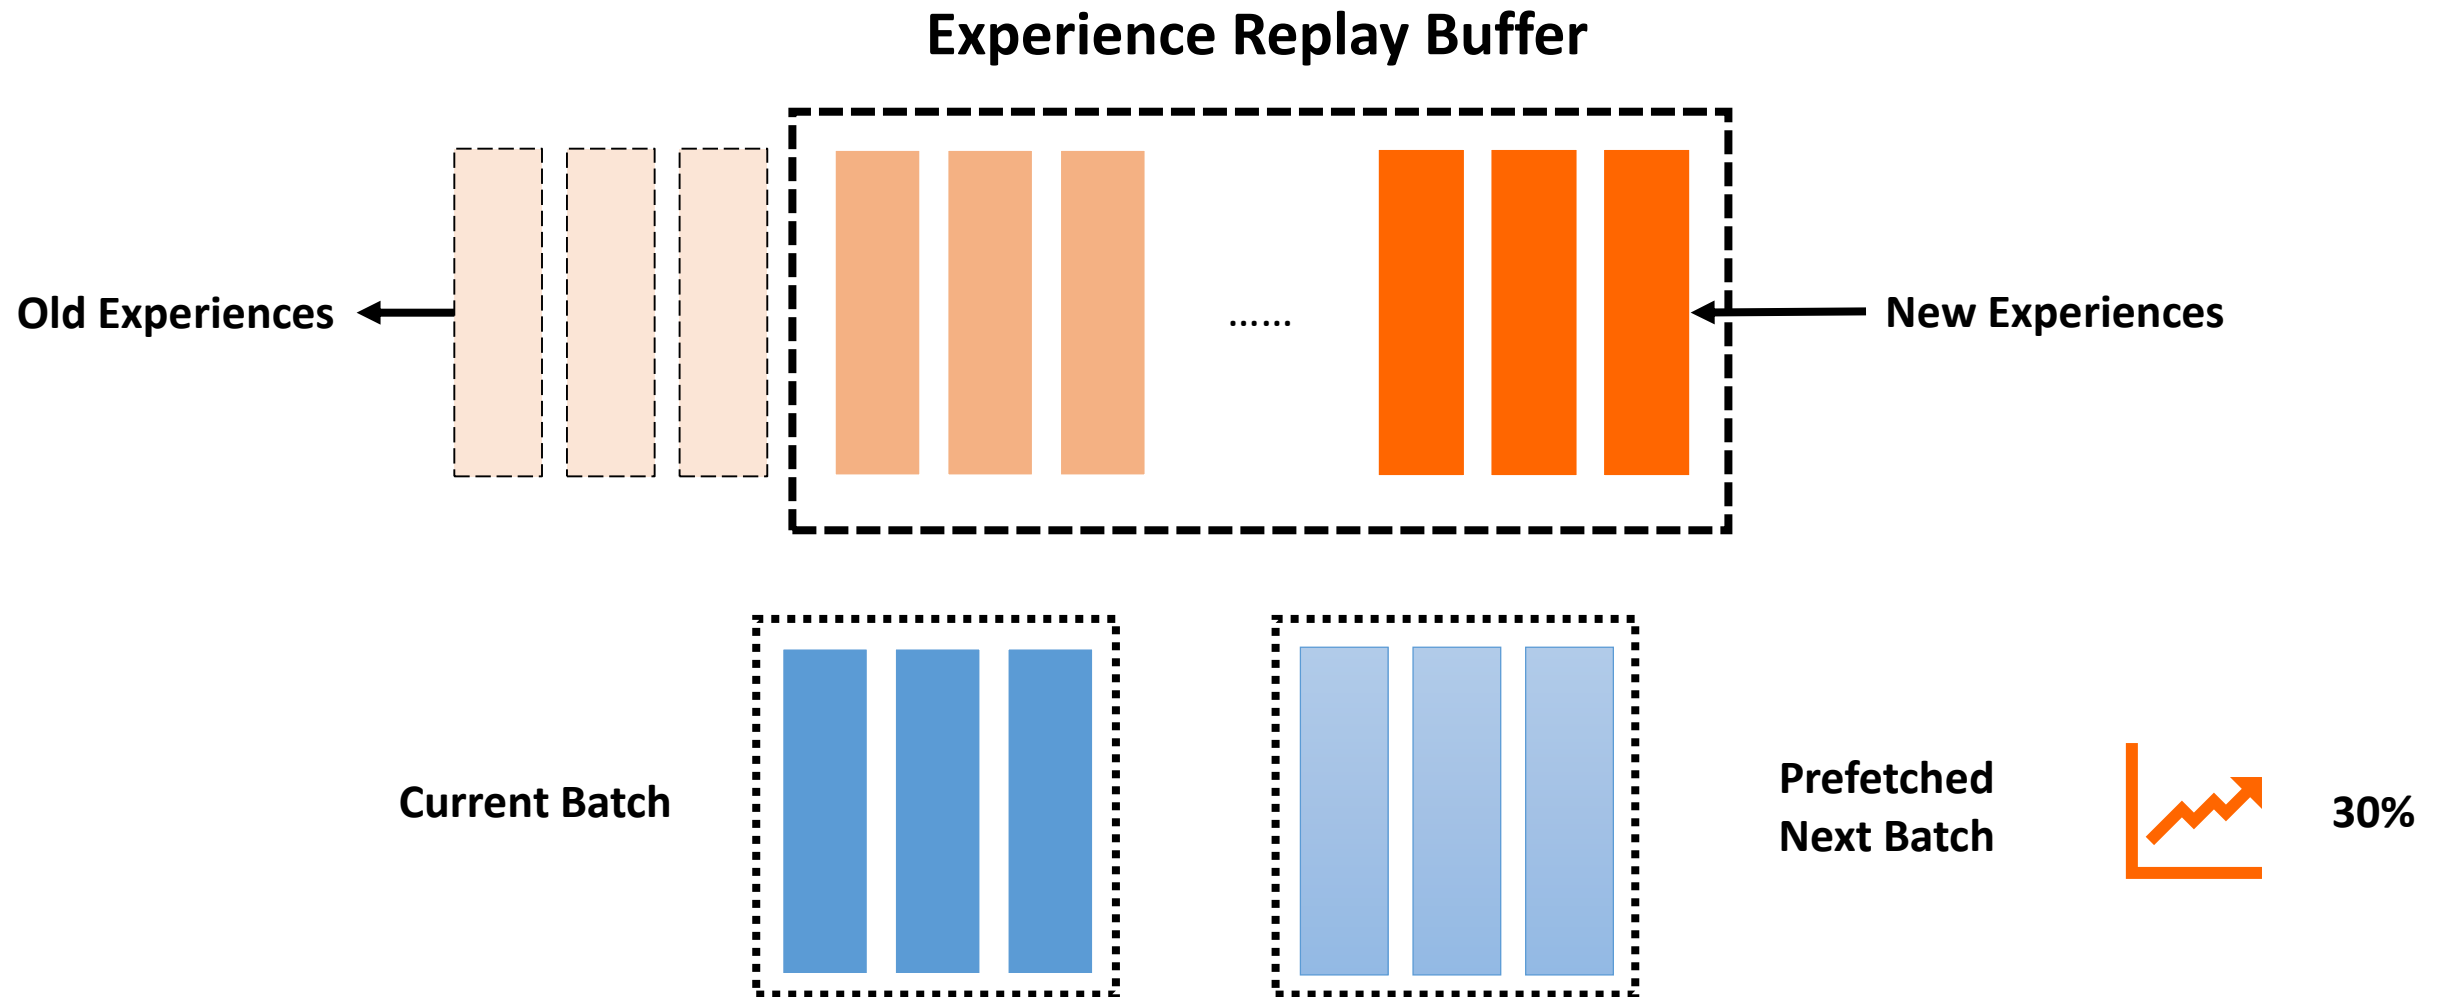 Experience Replay Buffer
Old Experiences
......
New Experiences
Current Batch
Prefetched
Next Batch
30%